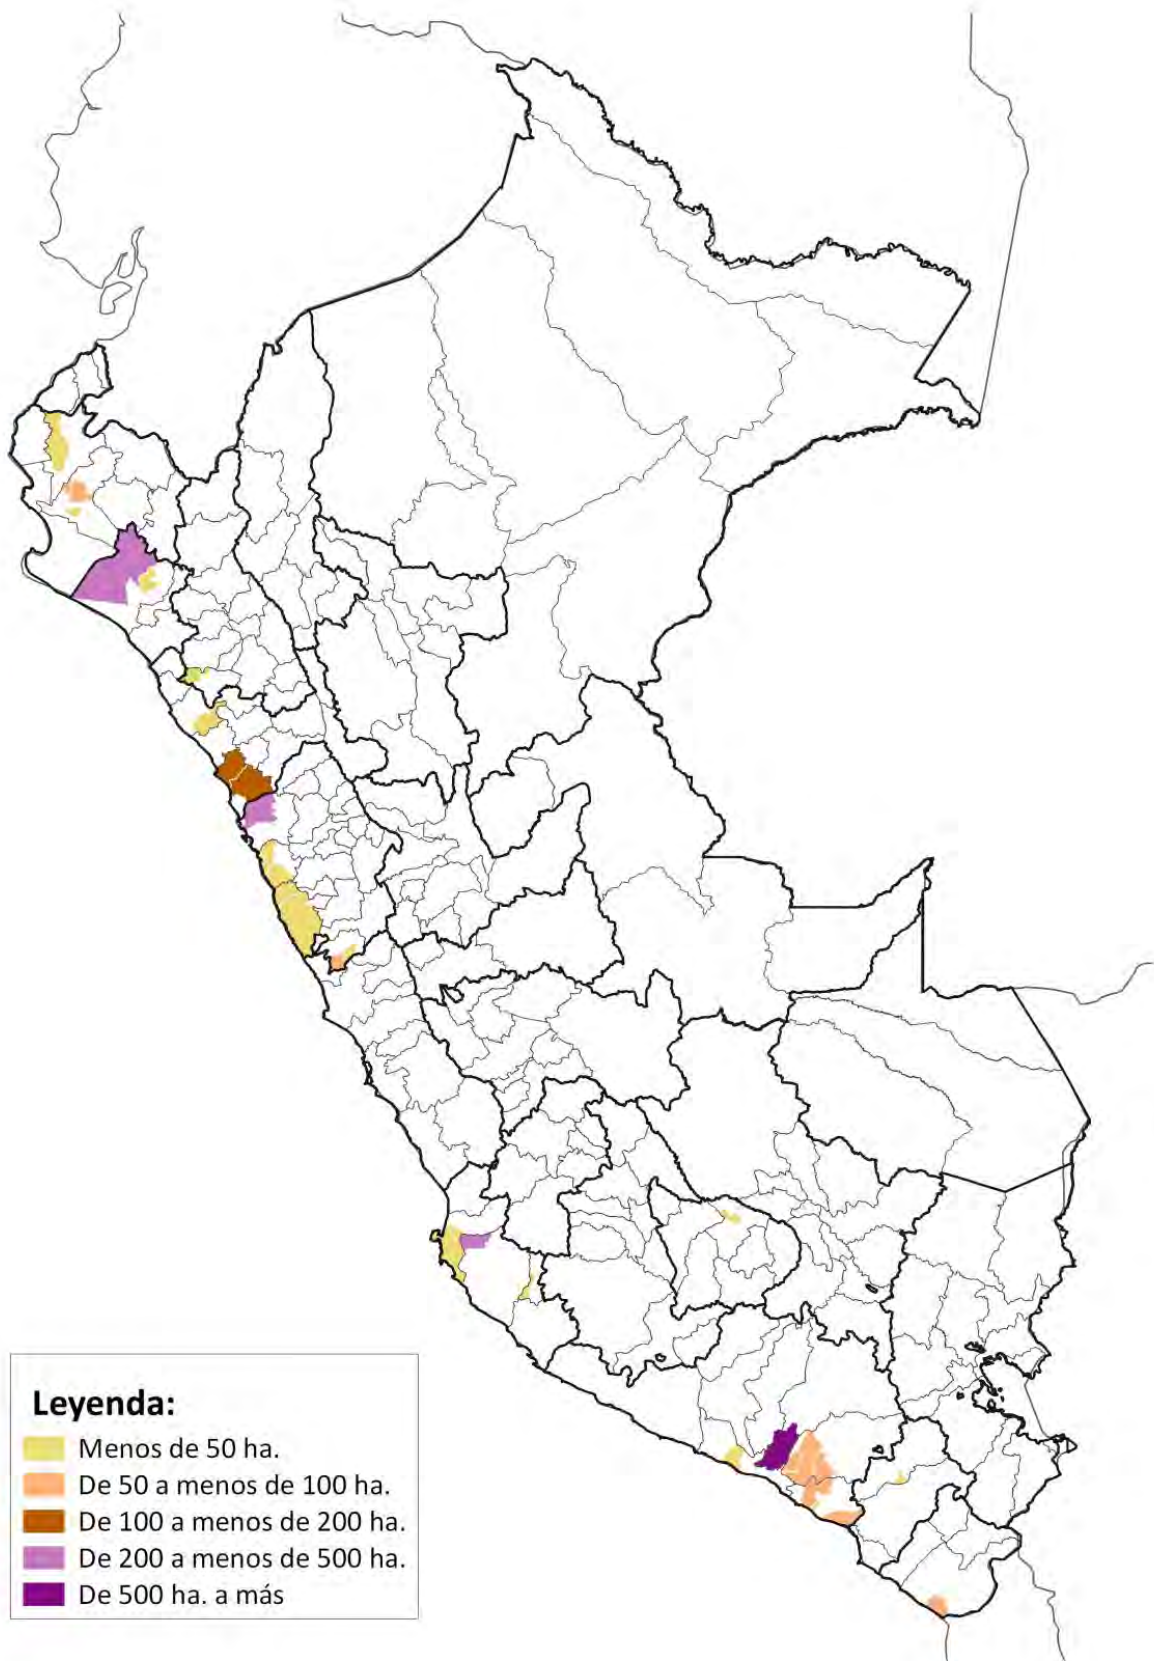 Leyenda:
Menos de 50 ha.
De 50 a menos de 100 ha.
De 100 a menos de 200 ha.
De 200 a menos de 500 ha.
De 500 ha. a más